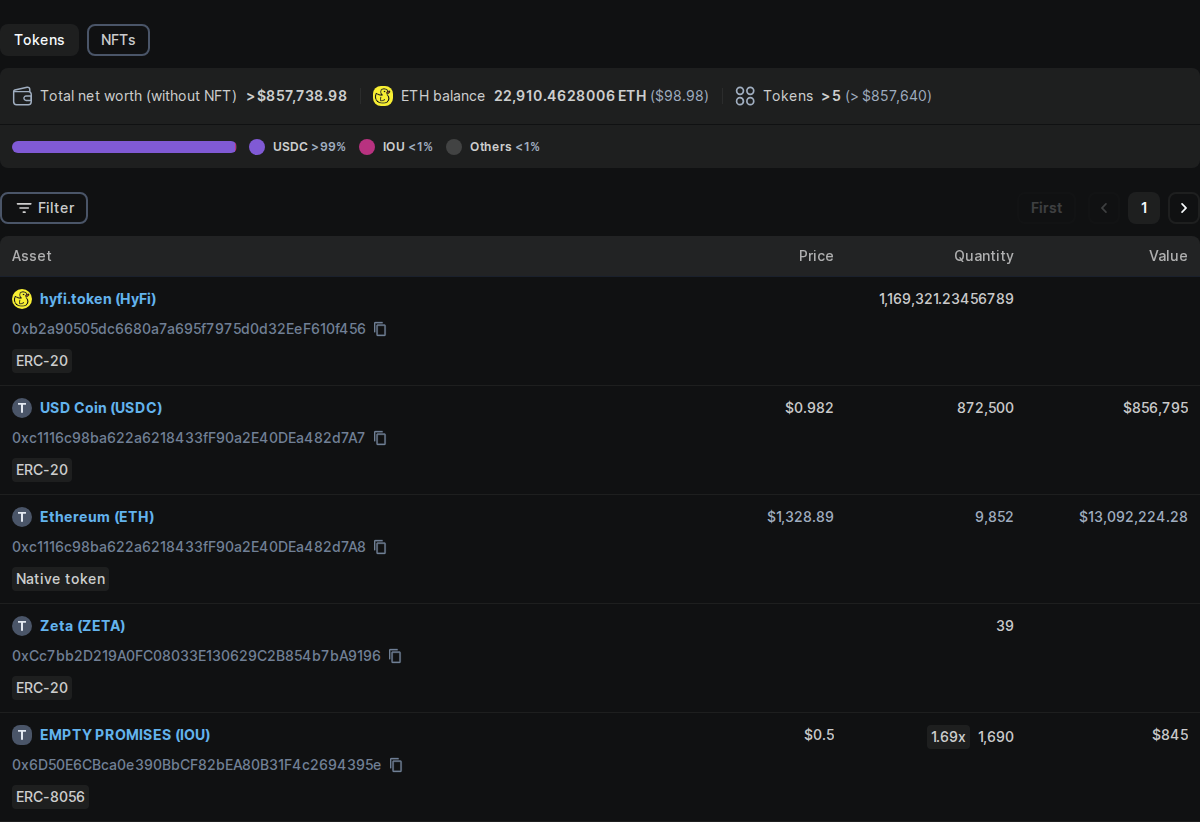 Tokens NFTs
Total net worth (without NFT) >$857,738.98 ETH balance 22,910.4628006 ETH ($98.98) Tokens >5 (> $857,640)
USDC >99% IOU <1% Others <1%
Filter First 1
Asset Price Quantity Value
hyfi.token (HyFi) 1,169,321.23456789
0xb2a90505dc6680a7a695f7975d0d32EeF610f456
ERC-20
T USD Coin (USDC) $0.982 872,500 $856,795
0xc1116c98ba622a6218433fF90a2E40DEa482d7A7
ERC-20
T Ethereum (ETH) $1,328.89 9,852 $13,092,224.28
0xc1116c98ba622a6218433fF90a2E40DEa482d7A8
Native token
T Zeta (ZETA) 39
0xCc7bb2D219A0FC08033E130629C2B854b7bA9196
ERC-20
T EMPTY PROMISES (IOU) $0.5 1.69x 1,690 $845
0x6D50E6CBca0e390BbCF82bEA80B31F4c2694395e
ERC-8056